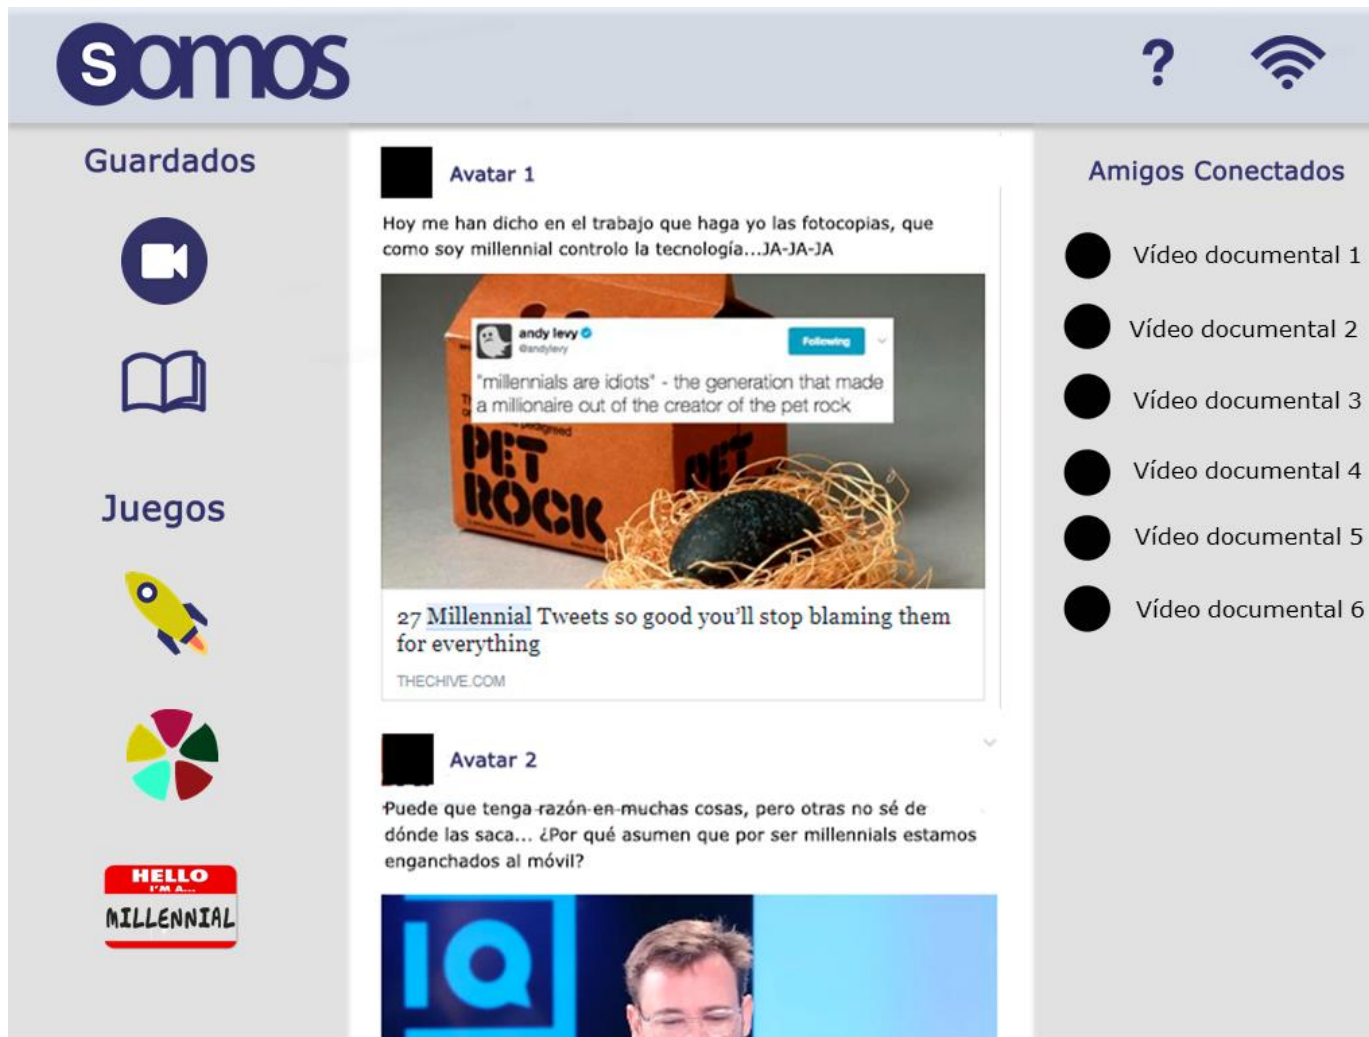 somos
?
Guardados
Juegos
HELLO
I'M A...
MILLENNIAL
Avatar 1
Hoy me han dicho en el trabajo que haga yo las fotocopias, que
como soy millennial controlo la tecnología...JA-JA-JA
andy levy
@andylevy
Following
"millennials are idiots" - the generation that made
a millionaire out of the creator of the pet rock
pedigreed
PET
ROCK
PET
27 Millennial Tweets so good you'll stop blaming them
for everything
THECHIVE.COM
Avatar 2
Puede que tenga razón en muchas cosas, pero otras no sé de
dónde las saca... ¿Por qué asumen que por ser millennials estamos
enganchados al móvil?
IQ
Amigos Conectados
Vídeo documental 1
Vídeo documental 2
Vídeo documental 3
Vídeo documental 4
Vídeo documental 5
Vídeo documental 6